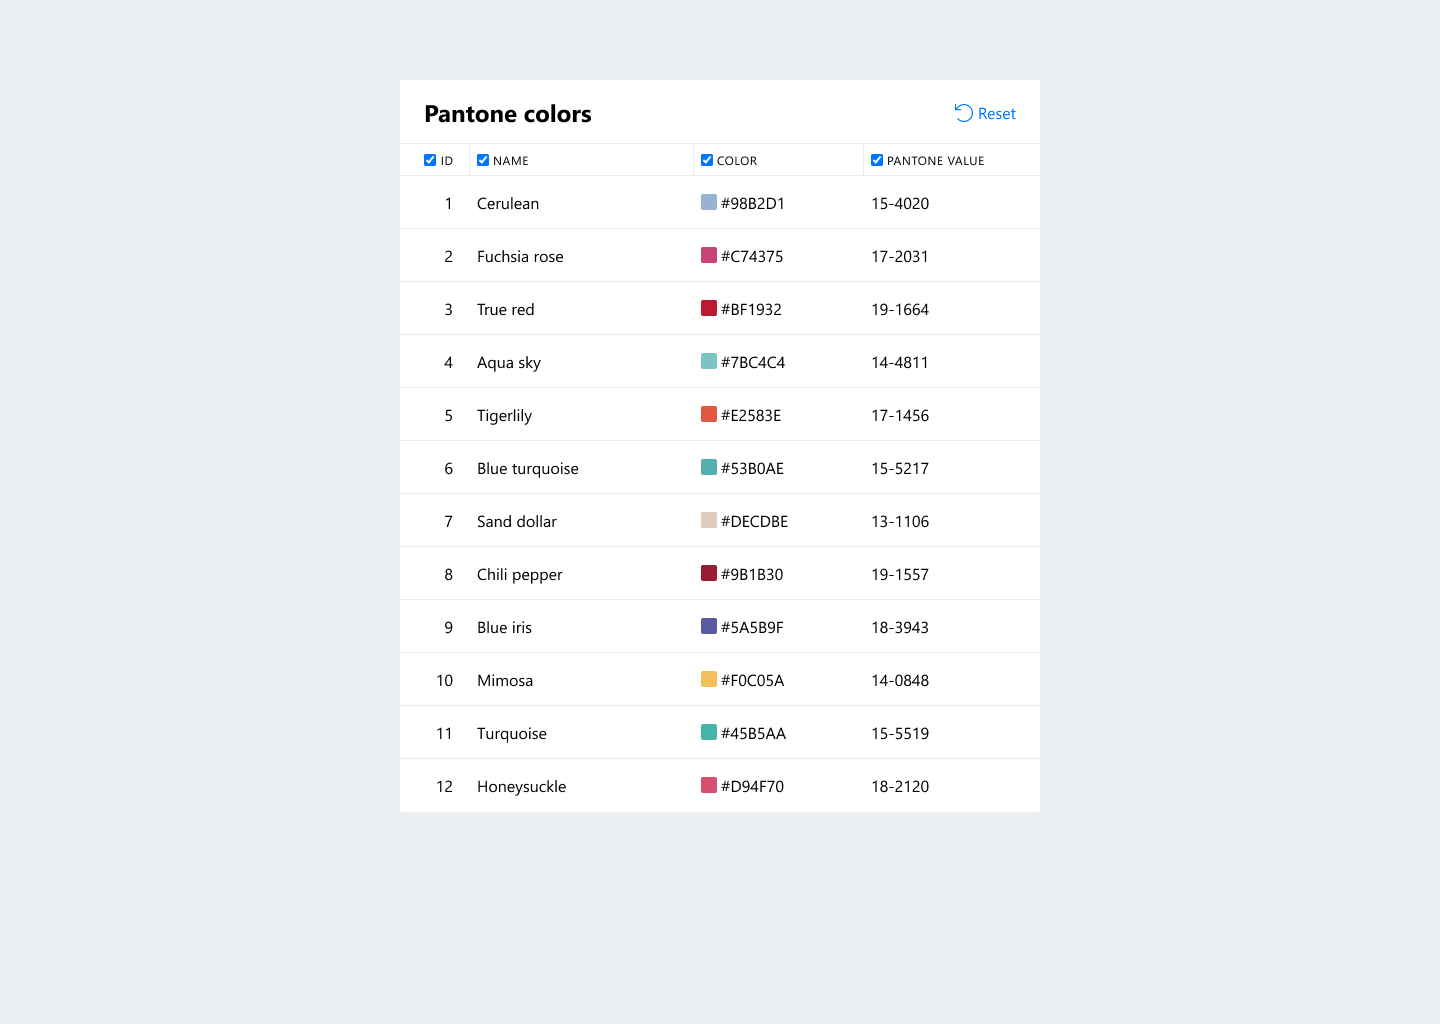 Pantone colors
Reset
ID NAME COLOR PANTONE VALUE
1 Cerulean #98B2D1 15-4020
2 Fuchsia rose #C74375 17-2031
3 True red #BF1932 19-1664
4 Aqua sky #7BC4C4 14-4811
5 Tigerlily #E2583E 17-1456
6 Blue turquoise #53B0AE 15-5217
7 Sand dollar #DECDBE 13-1106
8 Chili pepper #9B1B30 19-1557
9 Blue iris #5A5B9F 18-3943
10 Mimosa #F0C05A 14-0848
11 Turquoise #45B5AA 15-5519
12 Honeysuckle #D94F70 18-2120